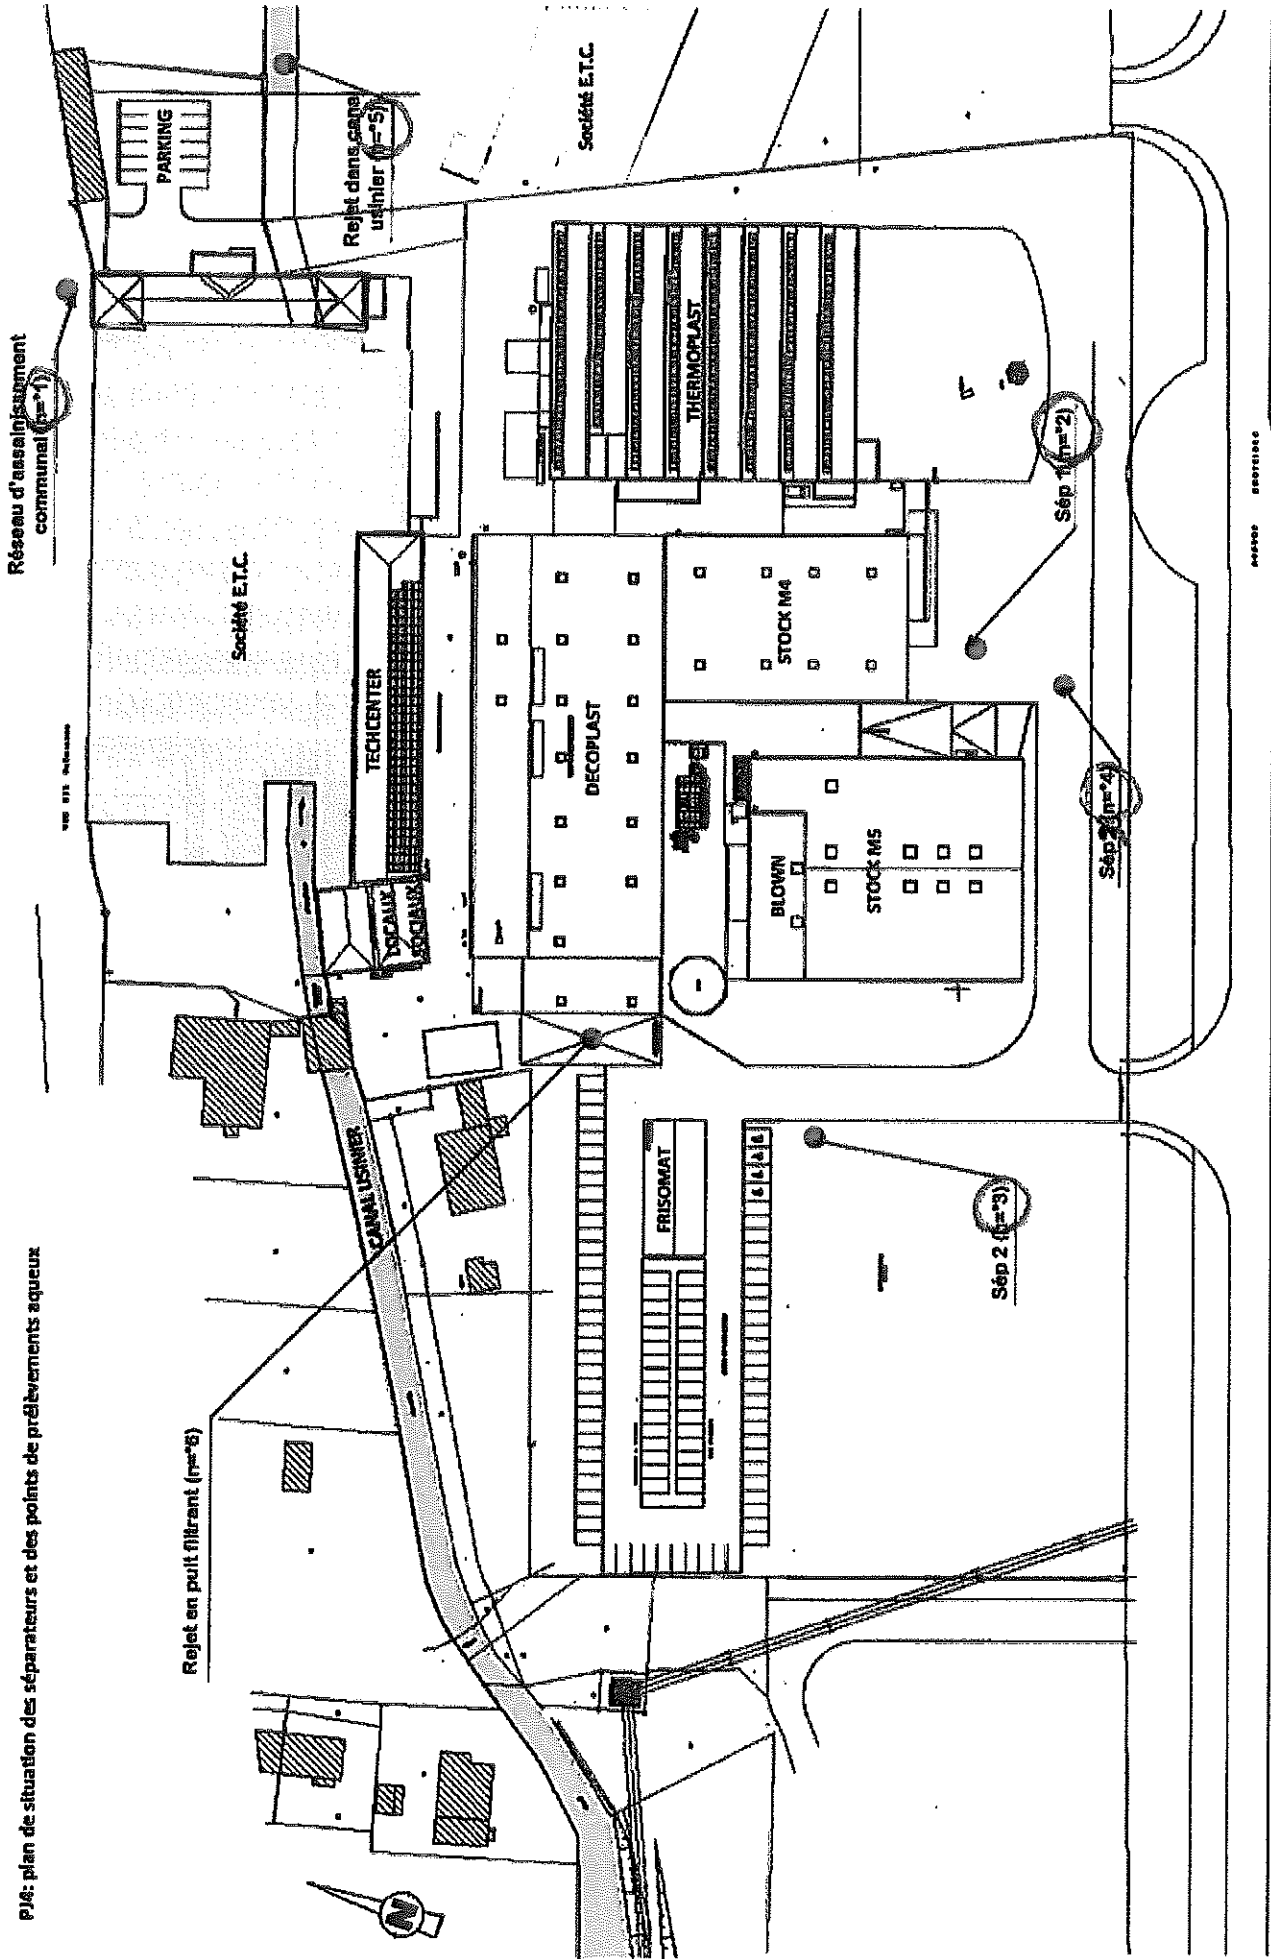 PJ4: plan de situation des séparateurs et des points de prélèvements aqueux
Réseau d'assainissement
communal (n=°1)
PARKING
Rejet dans canal
usinier (n=°5)
Société E.T.C.
Société E.T.C.
TECHCENTER
LOCAUX
SOCIAUX
THERMOPLAST
DECOPLAST
STOCK M4
BLOWN
STOCK M5
Sép 1 (n=°2)
Sép 2 (n=°4)
Sép 2 (n=°3)
FRISOMAT
CANAL USINIER
Rejet en puit filtrant (n=°6)
N